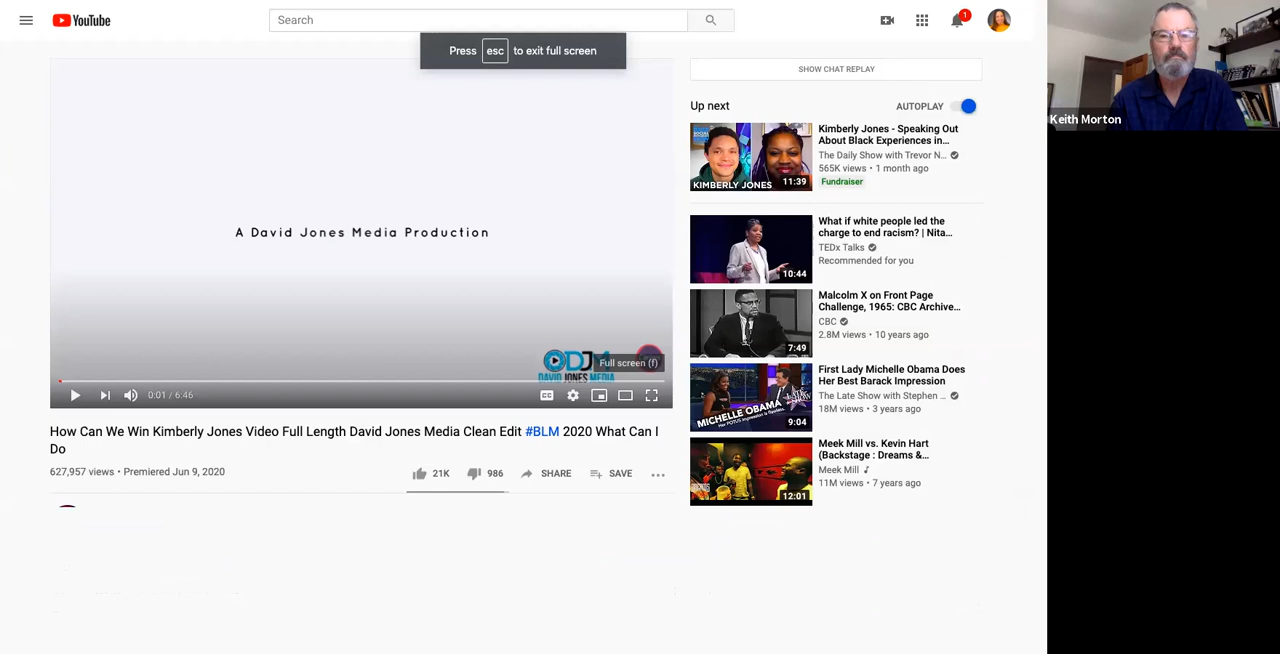 YouTube
Search
1
Press esc to exit full screen
A David Jones Media Production
DJM
DAVID JONES MEDIA
Full screen (f)
0:01 / 6:46
How Can We Win Kimberly Jones Video Full Length David Jones Media Clean Edit #BLM 2020 What Can I
Do
627,957 views • Premiered Jun 9, 2020
21K
986
SHARE
SAVE
SHOW CHAT REPLAY
Up next
AUTOPLAY
KIMBERLY JONES
11:39
Kimberly Jones - Speaking Out
About Black Experiences in...
The Daily Show with Trevor N...
565K views • 1 month ago
Fundraiser
10:44
What if white people led the
charge to end racism? | Nita...
TEDx Talks
Recommended for you
7:49
Malcolm X on Front Page
Challenge, 1965: CBC Archive...
CBC
2.8M views • 10 years ago
MICHELLE OBAMA
9:04
First Lady Michelle Obama Does
Her Best Barack Impression
The Late Show with Stephen ...
18M views • 3 years ago
12:01
Meek Mill vs. Kevin Hart
(Backstage : Dreams &...
Meek Mill
11M views • 7 years ago
Keith Morton